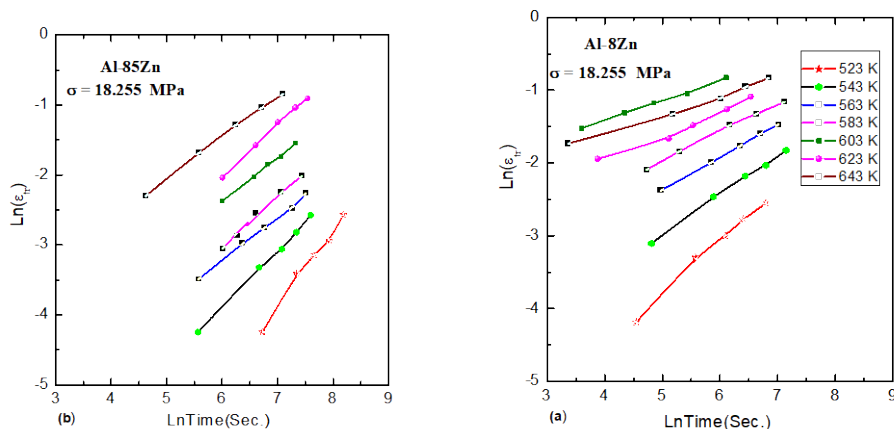 Al-85Zn
σ = 18.255 MPa
Ln(ε_tr)
0
-1
-2
-3
-4
-5
3
4
5
6
7
8
9
(b)
LnTime(Sec.)
Al-8Zn
σ = 18.255 MPa
523 K
543 K
563 K
583 K
603 K
623 K
643 K
Ln(ε_tr)
0
-1
-2
-3
-4
-5
3
4
5
6
7
8
9
(a)
LnTime(Sec.)